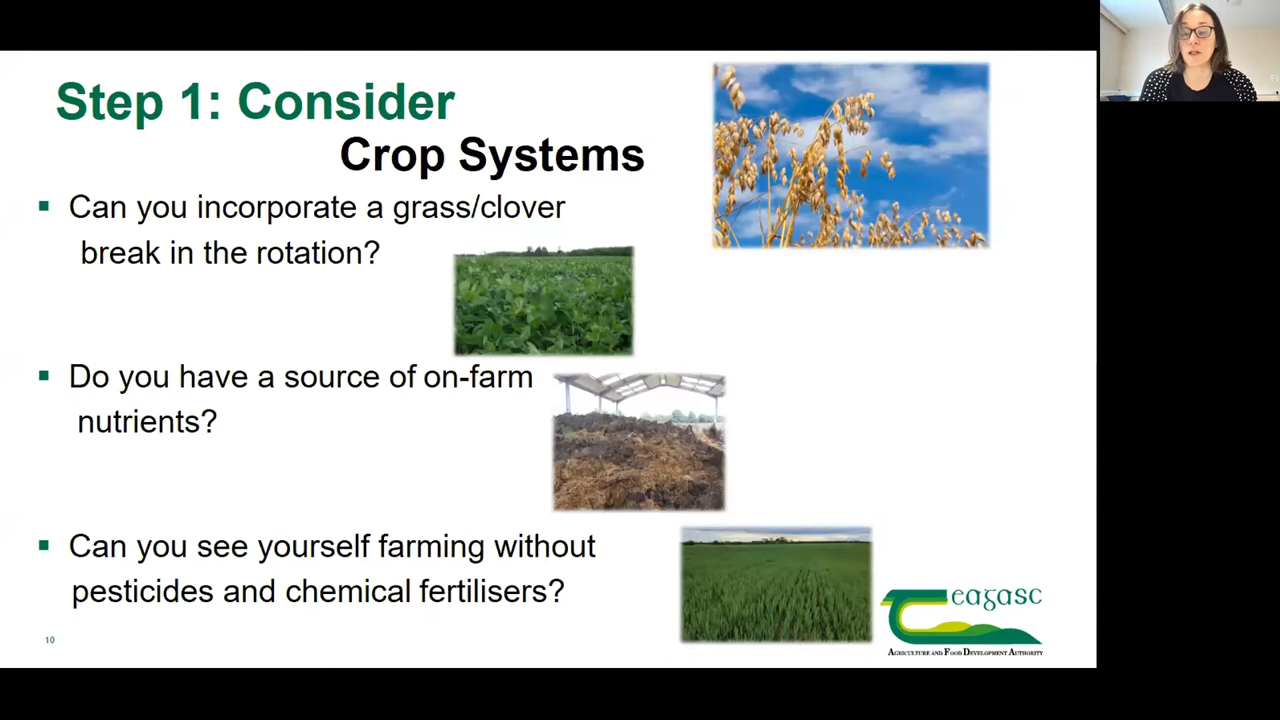 Step 1: Consider
Crop Systems
Can you incorporate a grass/clover
break in the rotation?
Do you have a source of on-farm
nutrients?
Can you see yourself farming without
pesticides and chemical fertilisers?
10
eagasc
AGRICULTURE AND FOOD DEVELOPMENT AUTHORITY